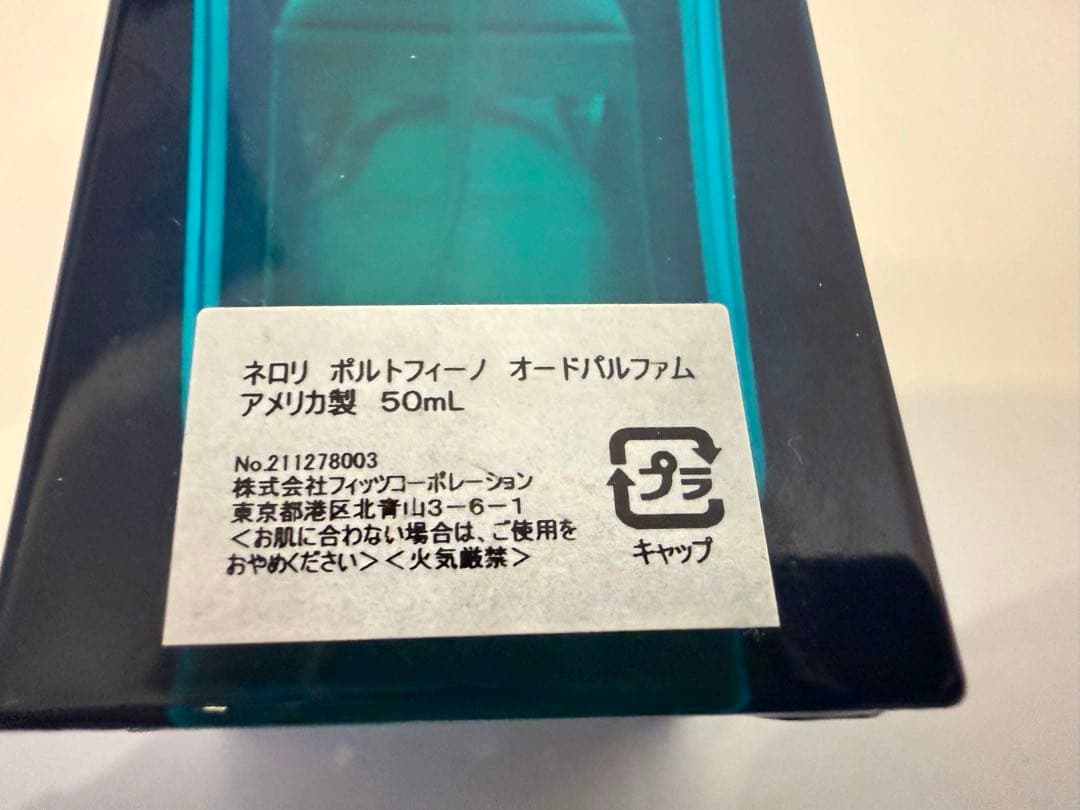 ネロリ ポルトフィーノ オードパルファム
アメリカ製 50mL
No.211278003
株式会社フィッツコーポレーション
東京都港区北青山3-6-1
<お肌に合わない場合は、ご使用を
おやめください><火気厳禁>
プラ
キャップ